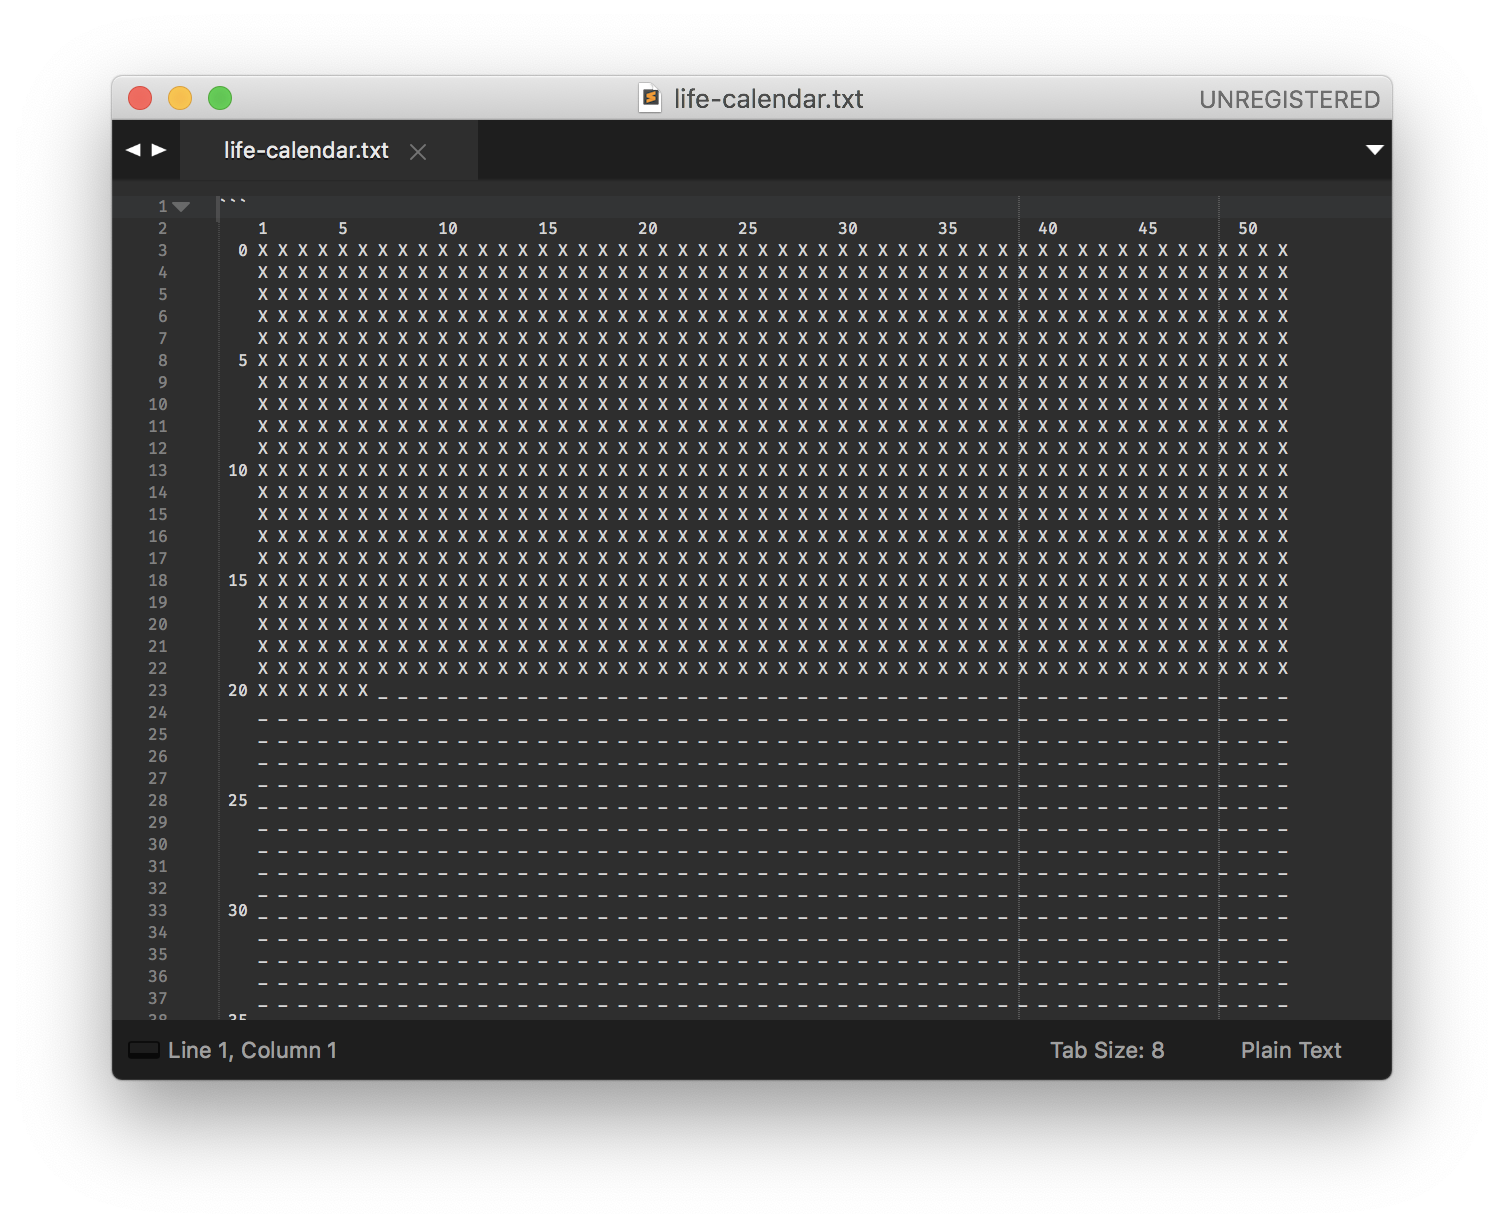 life-calendar.txt
UNREGISTERED
life-calendar.txt
1 ```
2 1 5 10 15 20 25 30 35 40 45 50
3 0 X X X X X X X X X X X X X X X X X X X X X X X X X X X X X X X X X X X X X X X X X X X X X X X X X X X X
4 X X X X X X X X X X X X X X X X X X X X X X X X X X X X X X X X X X X X X X X X X X X X X X X X X X X X
5 X X X X X X X X X X X X X X X X X X X X X X X X X X X X X X X X X X X X X X X X X X X X X X X X X X X X
6 X X X X X X X X X X X X X X X X X X X X X X X X X X X X X X X X X X X X X X X X X X X X X X X X X X X X
7 X X X X X X X X X X X X X X X X X X X X X X X X X X X X X X X X X X X X X X X X X X X X X X X X X X X X
8 5 X X X X X X X X X X X X X X X X X X X X X X X X X X X X X X X X X X X X X X X X X X X X X X X X X X X X
9 X X X X X X X X X X X X X X X X X X X X X X X X X X X X X X X X X X X X X X X X X X X X X X X X X X X X
10 X X X X X X X X X X X X X X X X X X X X X X X X X X X X X X X X X X X X X X X X X X X X X X X X X X X X
11 X X X X X X X X X X X X X X X X X X X X X X X X X X X X X X X X X X X X X X X X X X X X X X X X X X X X
12 X X X X X X X X X X X X X X X X X X X X X X X X X X X X X X X X X X X X X X X X X X X X X X X X X X X X
13 10 X X X X X X X X X X X X X X X X X X X X X X X X X X X X X X X X X X X X X X X X X X X X X X X X X X X X
14 X X X X X X X X X X X X X X X X X X X X X X X X X X X X X X X X X X X X X X X X X X X X X X X X X X X X
15 X X X X X X X X X X X X X X X X X X X X X X X X X X X X X X X X X X X X X X X X X X X X X X X X X X X X
16 X X X X X X X X X X X X X X X X X X X X X X X X X X X X X X X X X X X X X X X X X X X X X X X X X X X X
17 X X X X X X X X X X X X X X X X X X X X X X X X X X X X X X X X X X X X X X X X X X X X X X X X X X X X
18 15 X X X X X X X X X X X X X X X X X X X X X X X X X X X X X X X X X X X X X X X X X X X X X X X X X X X X
19 X X X X X X X X X X X X X X X X X X X X X X X X X X X X X X X X X X X X X X X X X X X X X X X X X X X X
20 X X X X X X X X X X X X X X X X X X X X X X X X X X X X X X X X X X X X X X X X X X X X X X X X X X X X
21 X X X X X X X X X X X X X X X X X X X X X X X X X X X X X X X X X X X X X X X X X X X X X X X X X X X X
22 X X X X X X X X X X X X X X X X X X X X X X X X X X X X X X X X X X X X X X X X X X X X X X X X X X X X
23 20 X X X X X X _ _ _ _ _ _ _ _ _ _ _ _ _ _ _ _ _ _ _ _ _ _ _ _ _ _ _ _ _ _ _ _ _ _ _ _ _ _ _ _ _ _ _ _ _ _
24 _ _ _ _ _ _ _ _ _ _ _ _ _ _ _ _ _ _ _ _ _ _ _ _ _ _ _ _ _ _ _ _ _ _ _ _ _ _ _ _ _ _ _ _ _ _ _ _ _ _ _ _
25 _ _ _ _ _ _ _ _ _ _ _ _ _ _ _ _ _ _ _ _ _ _ _ _ _ _ _ _ _ _ _ _ _ _ _ _ _ _ _ _ _ _ _ _ _ _ _ _ _ _ _ _
26 _ _ _ _ _ _ _ _ _ _ _ _ _ _ _ _ _ _ _ _ _ _ _ _ _ _ _ _ _ _ _ _ _ _ _ _ _ _ _ _ _ _ _ _ _ _ _ _ _ _ _ _
27 _ _ _ _ _ _ _ _ _ _ _ _ _ _ _ _ _ _ _ _ _ _ _ _ _ _ _ _ _ _ _ _ _ _ _ _ _ _ _ _ _ _ _ _ _ _ _ _ _ _ _ _
28 25 _ _ _ _ _ _ _ _ _ _ _ _ _ _ _ _ _ _ _ _ _ _ _ _ _ _ _ _ _ _ _ _ _ _ _ _ _ _ _ _ _ _ _ _ _ _ _ _ _ _ _ _
29 _ _ _ _ _ _ _ _ _ _ _ _ _ _ _ _ _ _ _ _ _ _ _ _ _ _ _ _ _ _ _ _ _ _ _ _ _ _ _ _ _ _ _ _ _ _ _ _ _ _ _ _
30 _ _ _ _ _ _ _ _ _ _ _ _ _ _ _ _ _ _ _ _ _ _ _ _ _ _ _ _ _ _ _ _ _ _ _ _ _ _ _ _ _ _ _ _ _ _ _ _ _ _ _ _
31 _ _ _ _ _ _ _ _ _ _ _ _ _ _ _ _ _ _ _ _ _ _ _ _ _ _ _ _ _ _ _ _ _ _ _ _ _ _ _ _ _ _ _ _ _ _ _ _ _ _ _ _
32 _ _ _ _ _ _ _ _ _ _ _ _ _ _ _ _ _ _ _ _ _ _ _ _ _ _ _ _ _ _ _ _ _ _ _ _ _ _ _ _ _ _ _ _ _ _ _ _ _ _ _ _
33 30 _ _ _ _ _ _ _ _ _ _ _ _ _ _ _ _ _ _ _ _ _ _ _ _ _ _ _ _ _ _ _ _ _ _ _ _ _ _ _ _ _ _ _ _ _ _ _ _ _ _ _ _
34 _ _ _ _ _ _ _ _ _ _ _ _ _ _ _ _ _ _ _ _ _ _ _ _ _ _ _ _ _ _ _ _ _ _ _ _ _ _ _ _ _ _ _ _ _ _ _ _ _ _ _ _
35 _ _ _ _ _ _ _ _ _ _ _ _ _ _ _ _ _ _ _ _ _ _ _ _ _ _ _ _ _ _ _ _ _ _ _ _ _ _ _ _ _ _ _ _ _ _ _ _ _ _ _ _
36 _ _ _ _ _ _ _ _ _ _ _ _ _ _ _ _ _ _ _ _ _ _ _ _ _ _ _ _ _ _ _ _ _ _ _ _ _ _ _ _ _ _ _ _ _ _ _ _ _ _ _ _
37 _ _ _ _ _ _ _ _ _ _ _ _ _ _ _ _ _ _ _ _ _ _ _ _ _ _ _ _ _ _ _ _ _ _ _ _ _ _ _ _ _ _ _ _ _ _ _ _ _ _ _ _
38 35
Line 1, Column 1
Tab Size: 8
Plain Text